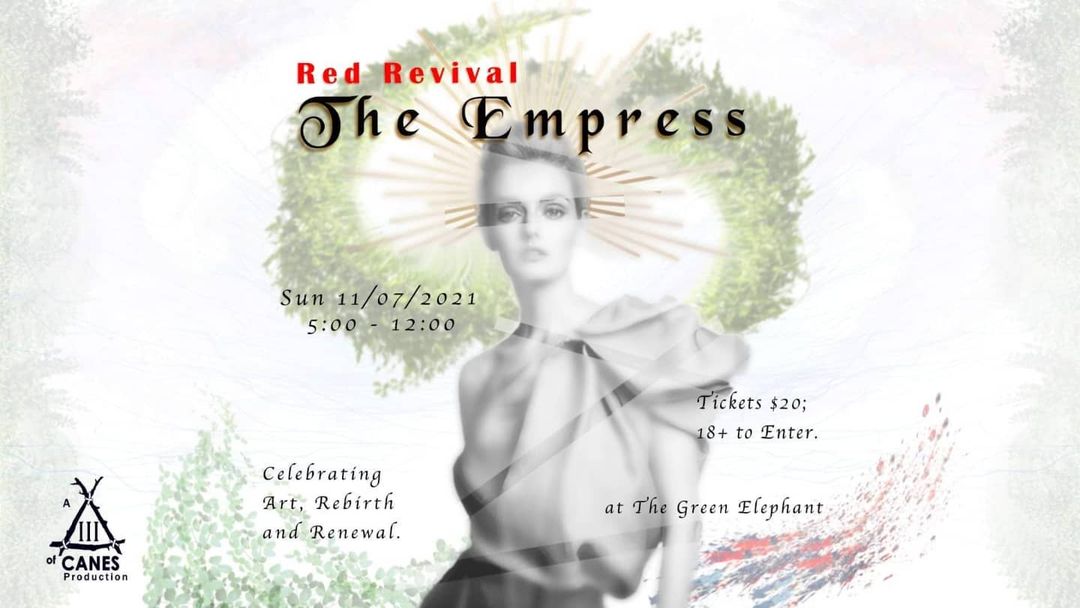 Red Revival
The Empress
Sun 11/07/2021
5:00 - 12:00
Tickets $20;
18+ to Enter.
Celebrating
Art, Rebirth
and Renewal.
at The Green Elephant
A
III
of CANES
Production